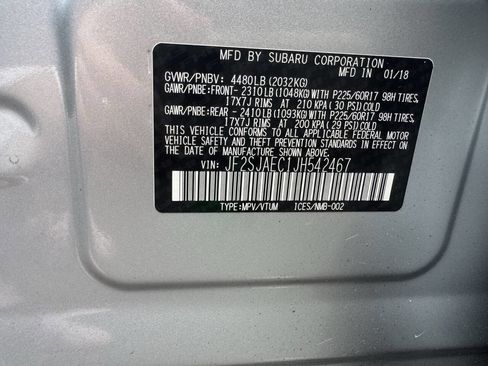 MFD BY SUBARU CORPORATION
MFD IN 01/18
GVWR/PNBV: 4480LB(2032KG)
GAWR/PNBE:FRONT- 2310LB(1048KG)WITH P225/60R17 98H TIRES,
17X7J RIMS AT 210 KPA(30 PSI)COLD
GAWR/PNBE:REAR - 2410LB(1093KG)WITH P225/60R17 98H TIRES,
17X7J RIMS AT 200 KPA(29 PSI)COLD
THIS VEHICLE CONFORMS TO ALL APPLICABLE FEDERAL MOTOR
VEHICLE SAFETY AND THEFT PREVENTION STANDARDS IN EFFECT ON THE
DATE OF MANUFACTURE SHOWN ABOVE.
VIN: JF2SJAEC1JH542467
TYPE:MPV/VTUM ICES/NMB-002